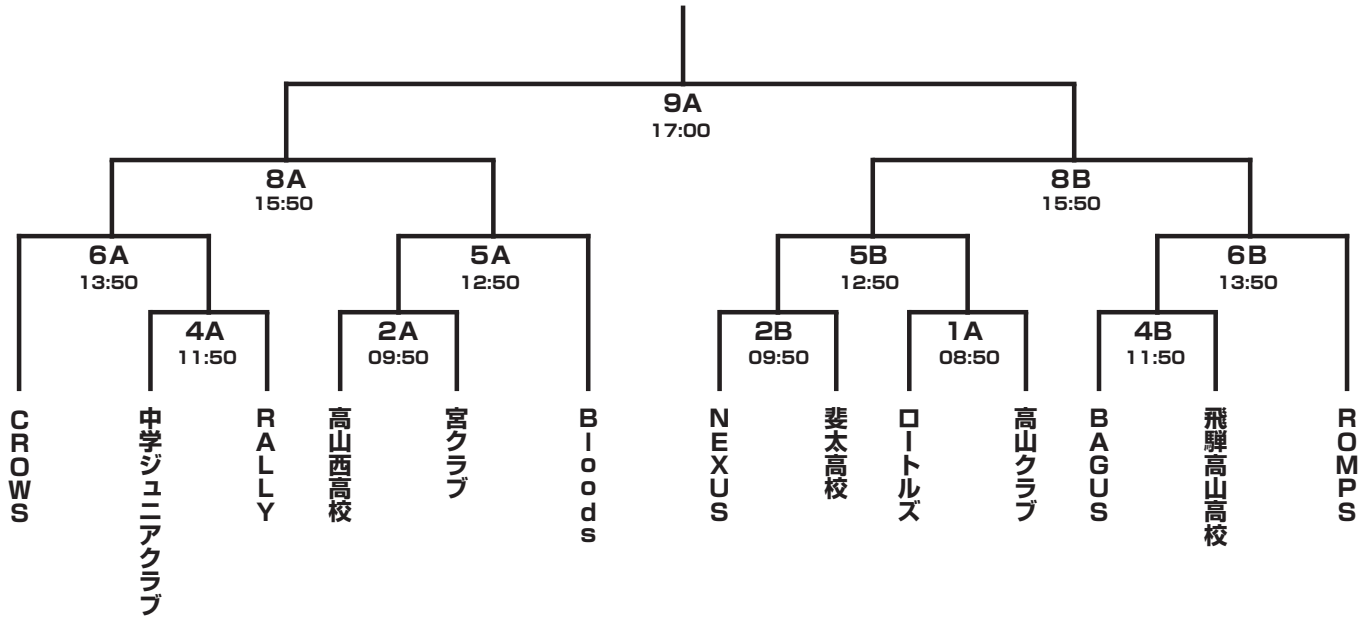 9A
17:00
8A
15:50
8B
15:50
6A
13:50
5A
12:50
5B
12:50
6B
13:50
4A
11:50
2A
09:50
2B
09:50
1A
08:50
4B
11:50
CROWS
中学ジュニアクラブ
RALLY
高山西高校
宮クラブ
Bloods
NEXUS
斐太高校
ロートルズ
高山クラブ
BAGUS
飛騨高山高校
ROMPS